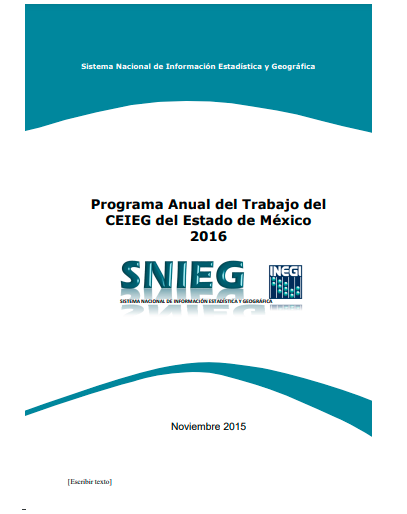 Sistema Nacional de Información Estadística y Geográfica
Programa Anual del Trabajo del
CEIEG del Estado de México
2016
SNIEG
INEGI
SISTEMA NACIONAL DE INFORMACIÓN ESTADÍSTICA Y GEOGRÁFICA
Noviembre 2015
[Escribir texto]